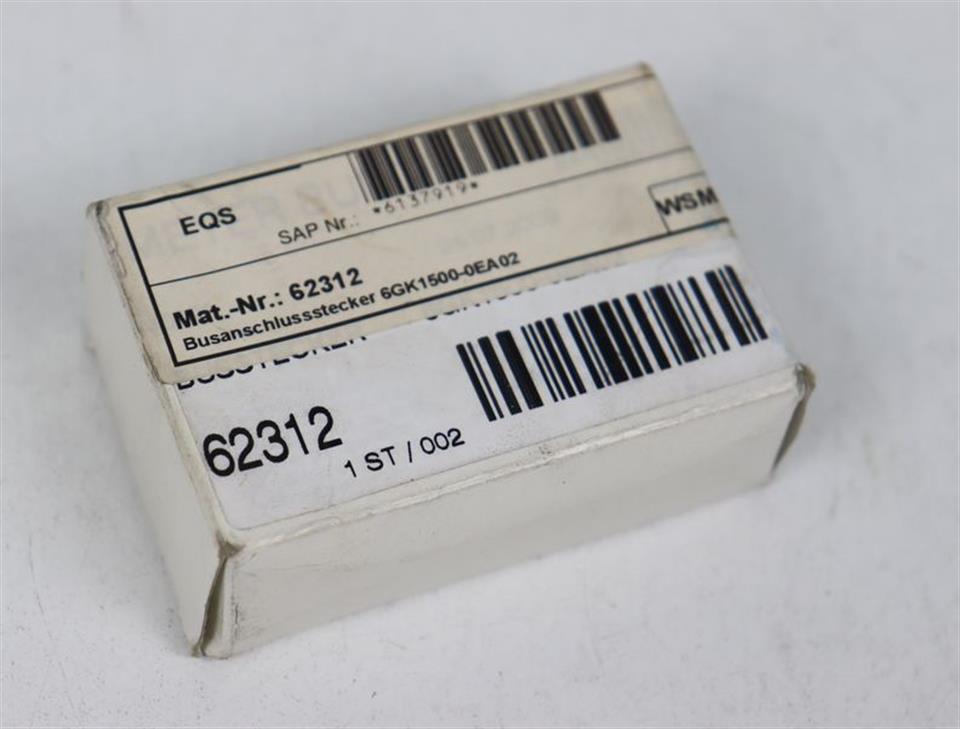 EQS
SAP Nr.: *6137919*
WSM
Mat.-Nr.: 62312
Busanschlussstecker 6GK1500-0EA02
62312
1 ST / 002